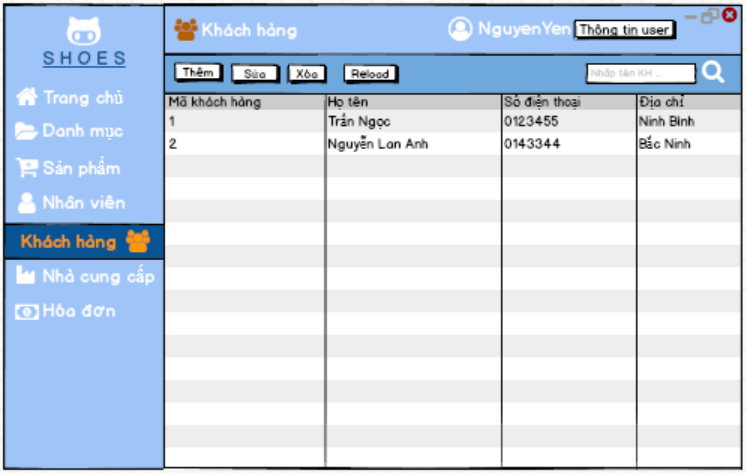 SHOES
Trang chủ
Danh mục
Sản phẩm
Nhân viên
Khách hàng
Nhà cung cấp
Hóa đơn
Khách hàng
NguyenYen Thông tin user
Thêm Sửa Xóa Reload Nhập tên KH ...
Mã khách hàng Họ tên Số điện thoại Địa chỉ
1 Trần Ngọc 0123455 Ninh Bình
2 Nguyễn Lan Anh 0143344 Bắc Ninh